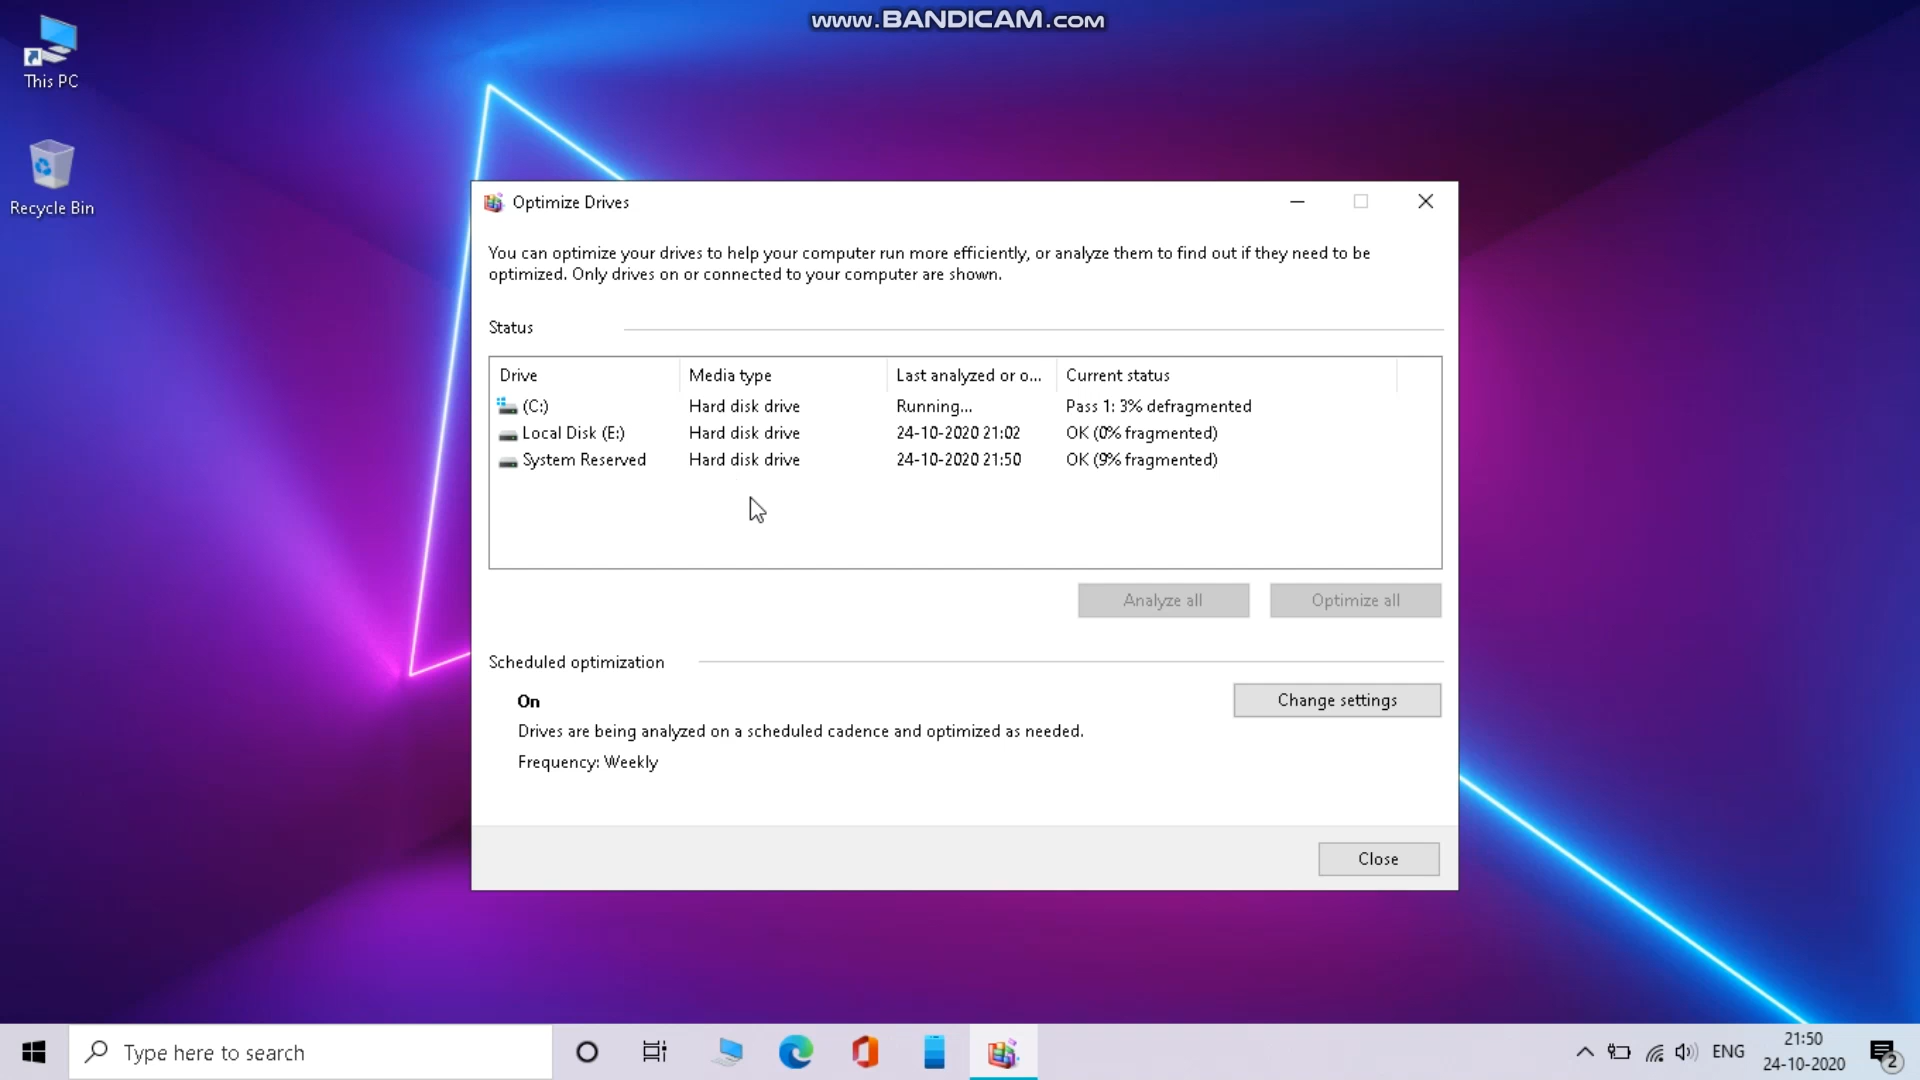 www.BANDICAM.com
This PC
Recycle Bin
Optimize Drives
You can optimize your drives to help your computer run more efficiently, or analyze them to find out if they need to be
optimized. Only drives on or connected to your computer are shown.
Status
Drive Media type Last analyzed or o... Current status
(C:) Hard disk drive Running... Pass 1: 3% defragmented
Local Disk (E:) Hard disk drive 24-10-2020 21:02 OK (0% fragmented)
System Reserved Hard disk drive 24-10-2020 21:50 OK (9% fragmented)
Analyze all Optimize all
Scheduled optimization
On
Change settings
Drives are being analyzed on a scheduled cadence and optimized as needed.
Frequency: Weekly
Close
Type here to search
ENG
21:50
24-10-2020
2